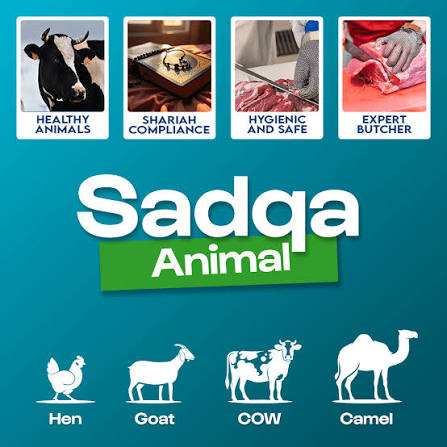 HEALTHY
ANIMALS
SHARIAH
COMPLIANCE
HYGIENIC
AND SAFE
EXPERT
BUTCHER
Sadqa
Animal
Hen
Goat
COW
Camel